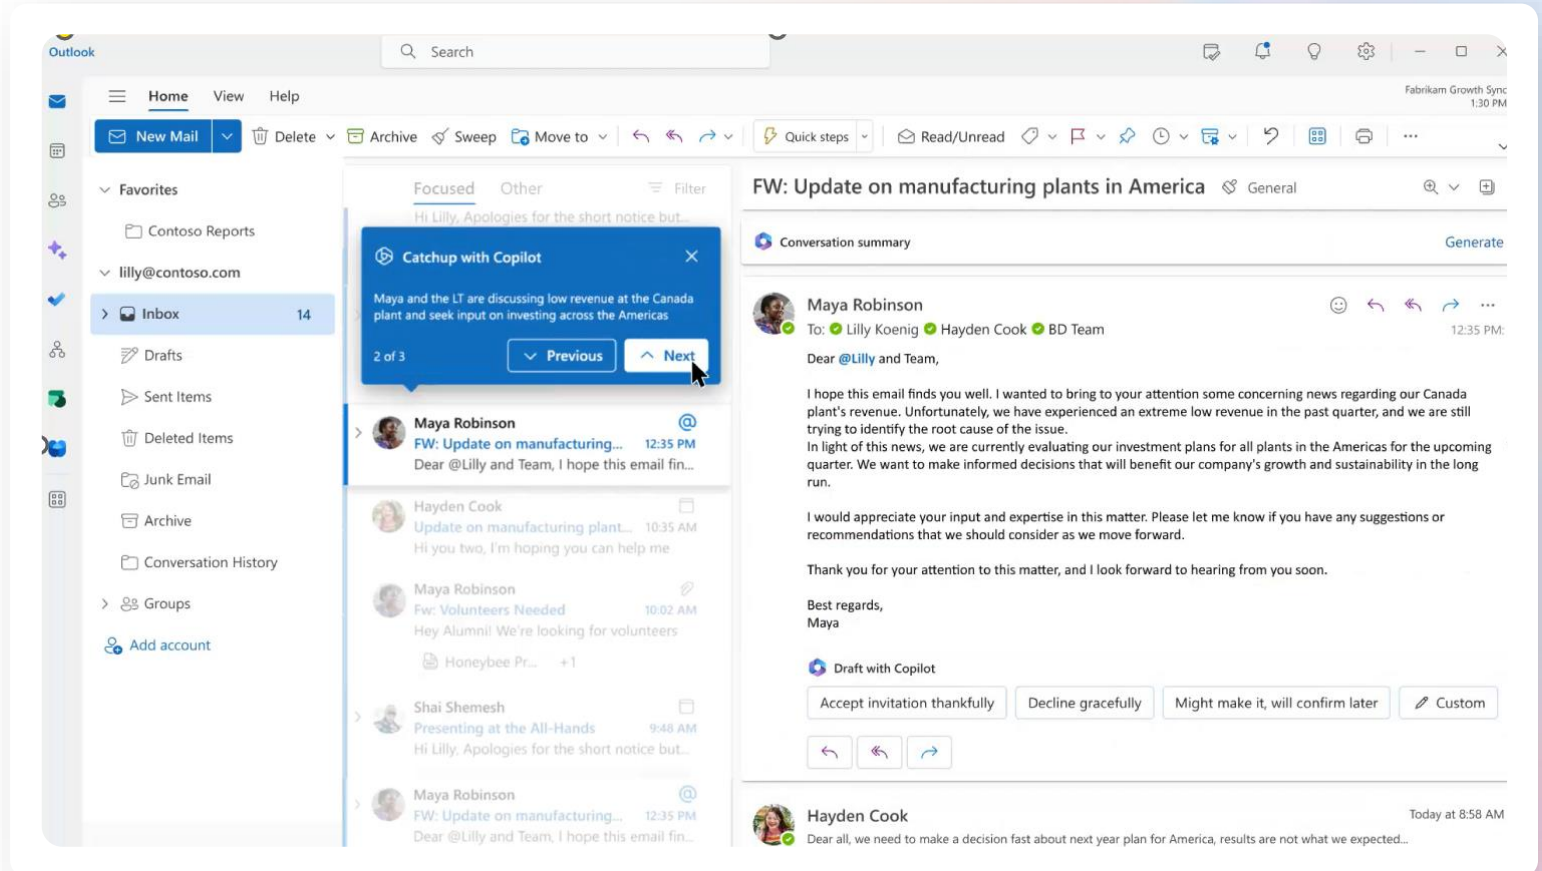 Outlook
Search
Home View Help
Fabrikam Growth Sync
1:30 PM
New Mail Delete Archive Sweep Move to Quick steps Read/Unread
Favorites
Contoso Reports
lilly@contoso.com
Inbox 14
Drafts
Sent Items
Deleted Items
Junk Email
Archive
Conversation History
Groups
Add account
Focused Other Filter
Hi Lilly, Apologies for the short notice but...
Catchup with Copilot
Maya and the LT are discussing low revenue at the Canada
plant and seek input on investing across the Americas
2 of 3 Previous Next
Maya Robinson
FW: Update on manufacturing... 12:35 PM
Dear @Lilly and Team, I hope this email fin...
Hayden Cook
Update on manufacturing plant... 10:35 AM
Hi you two, I'm hoping you can help me
Maya Robinson
Fw: Volunteers Needed 10:02 AM
Hey Alumni! We're looking for volunteers
Honeybee Pr... +1
Shai Shemesh
Presenting at the All-Hands 9:48 AM
Hi Lilly, Apologies for the short notice but...
Maya Robinson
FW: Update on manufacturing... 12:35 PM
Dear @Lilly and Team, I hope this email fin...
FW: Update on manufacturing plants in America General
Conversation summary Generate
Maya Robinson
To: Lilly Koenig Hayden Cook BD Team 12:35 PM:
Dear @Lilly and Team,
I hope this email finds you well. I wanted to bring to your attention some concerning news regarding our Canada
plant's revenue. Unfortunately, we have experienced an extreme low revenue in the past quarter, and we are still
trying to identify the root cause of the issue.
In light of this news, we are currently evaluating our investment plans for all plants in the Americas for the upcoming
quarter. We want to make informed decisions that will benefit our company's growth and sustainability in the long
run.
I would appreciate your input and expertise in this matter. Please let me know if you have any suggestions or
recommendations that we should consider as we move forward.
Thank you for your attention to this matter, and I look forward to hearing from you soon.
Best regards,
Maya
Draft with Copilot
Accept invitation thankfully Decline gracefully Might make it, will confirm later Custom
Hayden Cook Today at 8:58 AM
Dear all, we need to make a decision fast about next year plan for America, results are not what we expected...